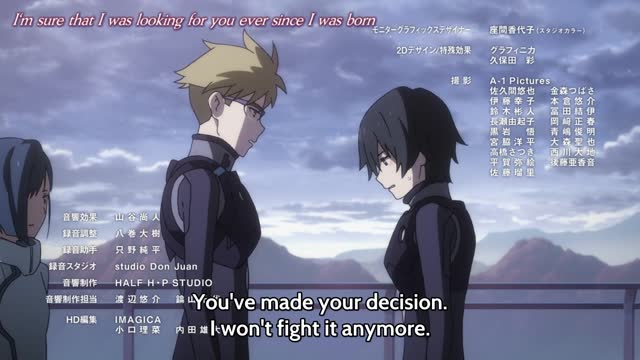 I'm sure that I was looking for you ever since I was born
モニターグラフィックスデザイナー 座間香代子(スタジオカラー)
2Dデザイン/特殊効果 グラフィニカ
久保田 彩
撮 影 A-1 Pictures
佐久間悠也 金森つばさ
伊藤幸子 本倉悠介
鈴木彬人 冨田結伊
長瀬由起子 岡﨑正春
黒岩 悟 青嶋俊明
宮脇洋平 大森聖也
高橋さつき 西川大地
平賀弥絵 後藤亜香音
佐藤瑠里
音響効果 山谷尚人
録音調整 八巻大樹
録音助手 只野純平
録音スタジオ studio Don Juan
音響制作 HALF H・P STUDIO
音響制作担当 渡辺悠介
HD編集 IMAGICA
小口理菜 内田雄大
You've made your decision.
I won't fight it anymore.